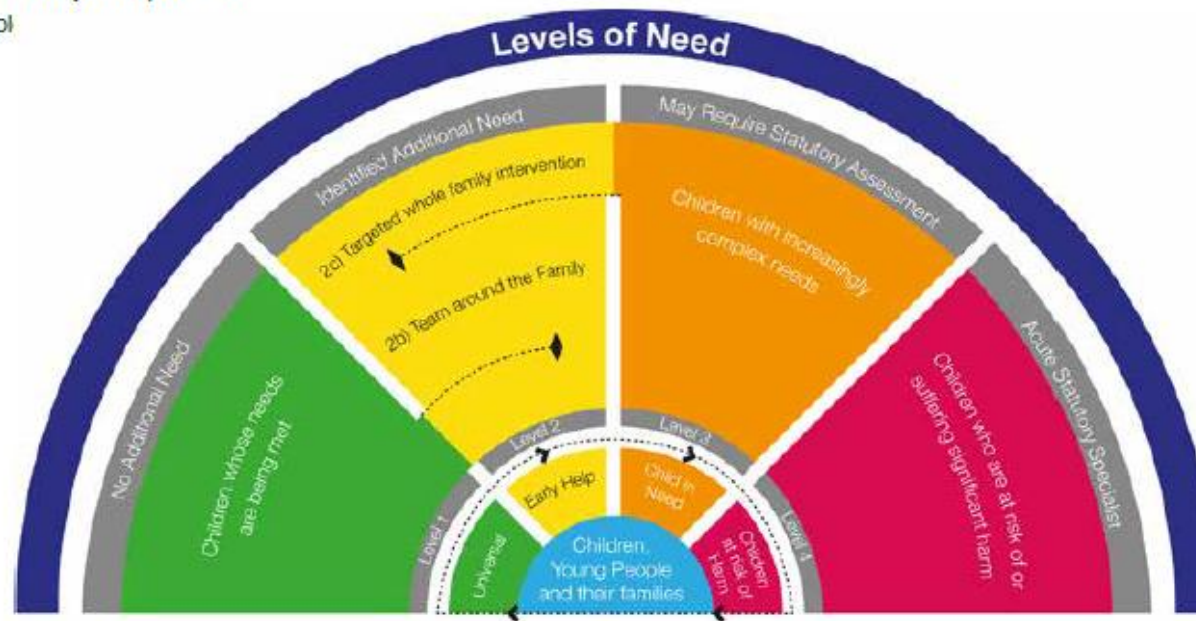 Levels of Need
No Additional Need
Identified Additional Need
May Require Statutory Assessment
Acute Statutory Specialist
Children whose needs
are being met
2c) Targeted whole family intervention
2b) Team around the Family
Children with increasingly
complex needs
Children who are at risk of or
suffering significant harm
Level 1
Level 2
Level 3
Level 4
Universal
Early Help
Child in
Need
Children
at risk of
Harm
Children,
Young People
and their families